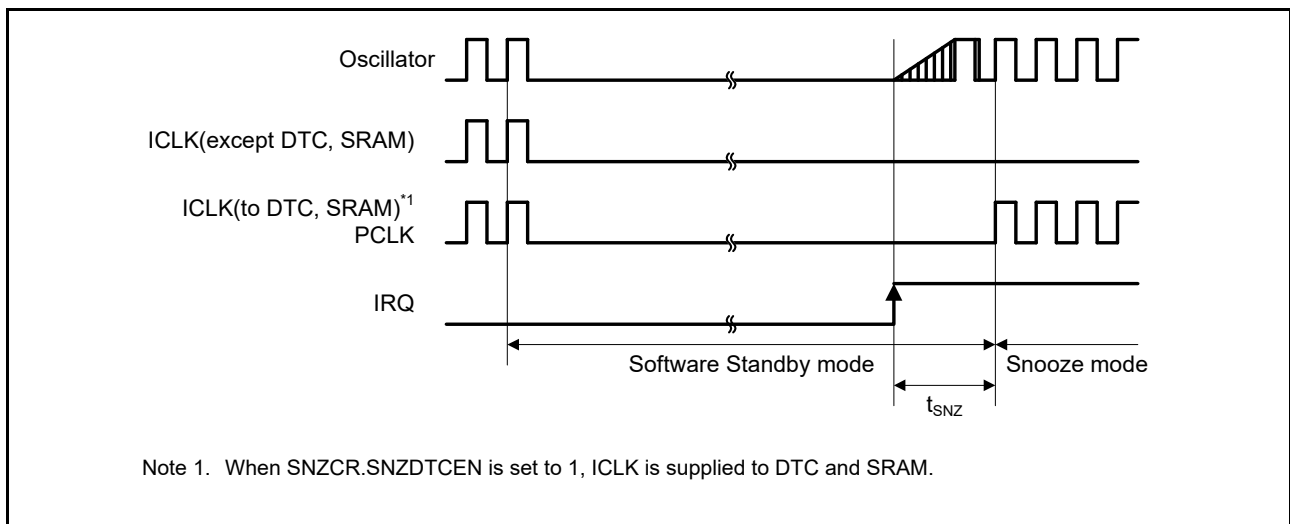 Oscillator
ICLK(except DTC, SRAM)
ICLK(to DTC, SRAM)*1
PCLK
IRQ
Software Standby mode
Snooze mode
tSNZ
Note 1. When SNZCR.SNZDTCEN is set to 1, ICLK is supplied to DTC and SRAM.